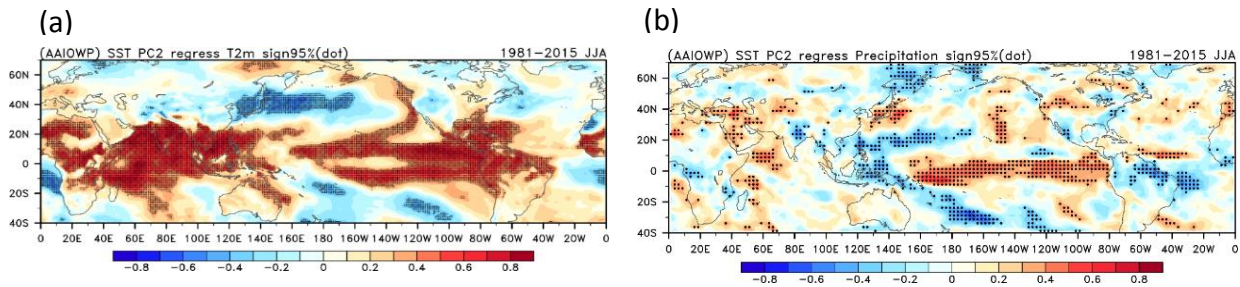 (a)
(AAIOWP) SST PC2 regress T2m sign95%(dot) 1981−2015 JJA
60N
40N
20N
0
20S
40S
0 20E 40E 60E 80E 100E 120E 140E 160E 180 160W 140W 120W 100W 80W 60W 40W 20W 0
−0.8 −0.6 −0.4 −0.2 0 0.2 0.4 0.6 0.8
(b)
(AAIOWP) SST PC2 regress Precipitation sign95%(dot) 1981−2015 JJA
60N
40N
20N
0
20S
40S
0 20E 40E 60E 80E 100E 120E 140E 160E 180 160W 140W 120W 100W 80W 60W 40W 20W 0
−0.8 −0.6 −0.4 −0.2 0 0.2 0.4 0.6 0.8